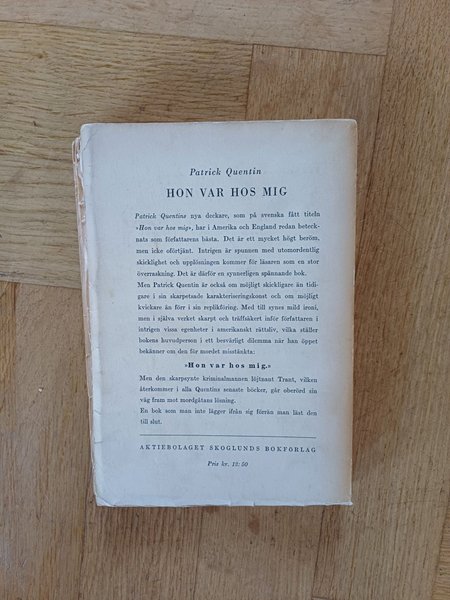 Patrick Quentin
HON VAR HOS MIG
Patrick Quentins nya deckare, som på svenska fått titeln
»Hon var hos mig», har i Amerika och England redan beteck-
nats som författarens bästa. Det är ett mycket högt beröm,
men icke oförtjänt. Intrigen är spunnen med utomordentlig
skicklighet och upplösningen kommer för läsaren som en stor
överraskning. Det är därför en synnerligen spännande bok.
Men Patrick Quentin är också om möjligt skickligare än tidi-
gare i sin skarpetsade karakteriseringskonst och om möjligt
kvickare än förr i sin replikföring. Med till synes mild ironi,
men i själva verket skarpt och träffsäkert inför författaren i
intrigen vissa egenheter i amerikanskt rättsliv, vilka ställer
bokens huvudperson i ett besvärligt dilemma när han öppet
bekänner om den för mordet misstänkta:
»Hon var hos mig.»
Men den skarpsynte kriminalmannen löjtnant Trant, vilken
återkommer i alla Quentins senaste böcker, går oberörd sin
väg fram mot mordgåtans lösning.
En bok som man inte lägger ifrån sig förrän man läst den
till slut.
AKTIEBOLAGET SKOGLUNDS BOKFÖRLAG
Pris kr. 13: 50